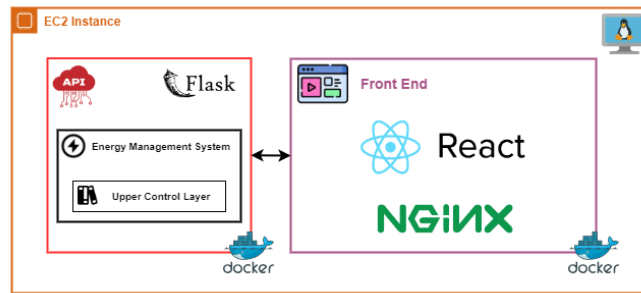 EC2 Instance
API
Flask
Energy Management System
Upper Control Layer
docker
Front End
React
NGINX
docker